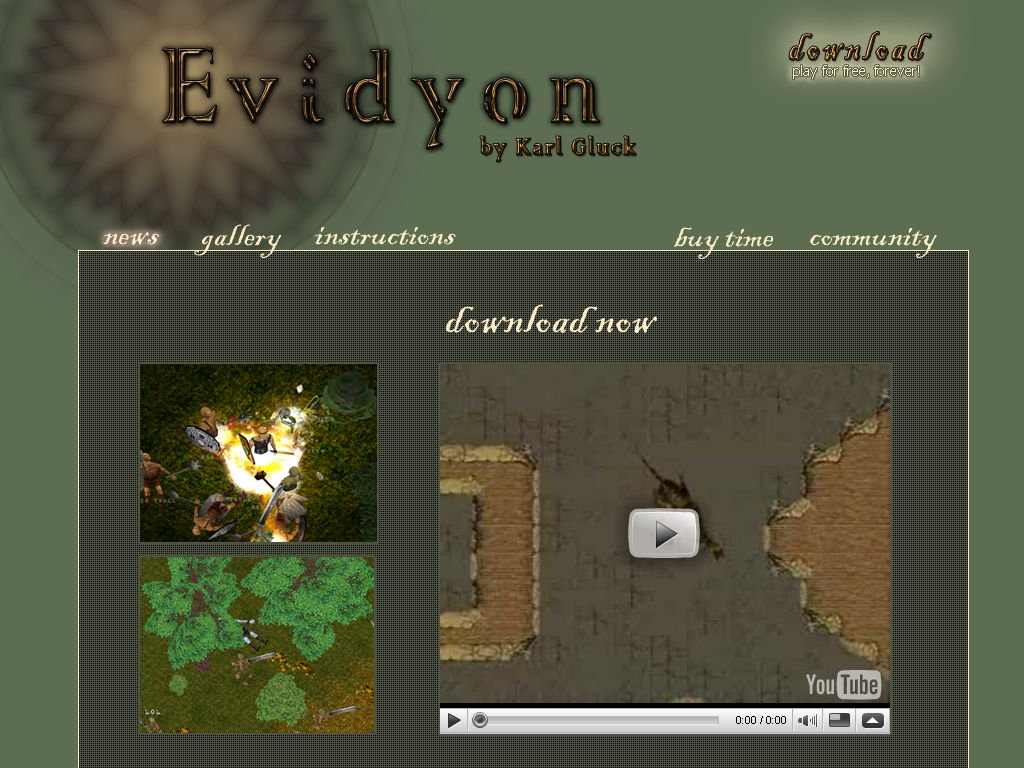 Evidyon
by Karl Gluck
download
play for free, forever!
news gallery instructions buy time community
download now
LOL
YouTube
0:00 / 0:00